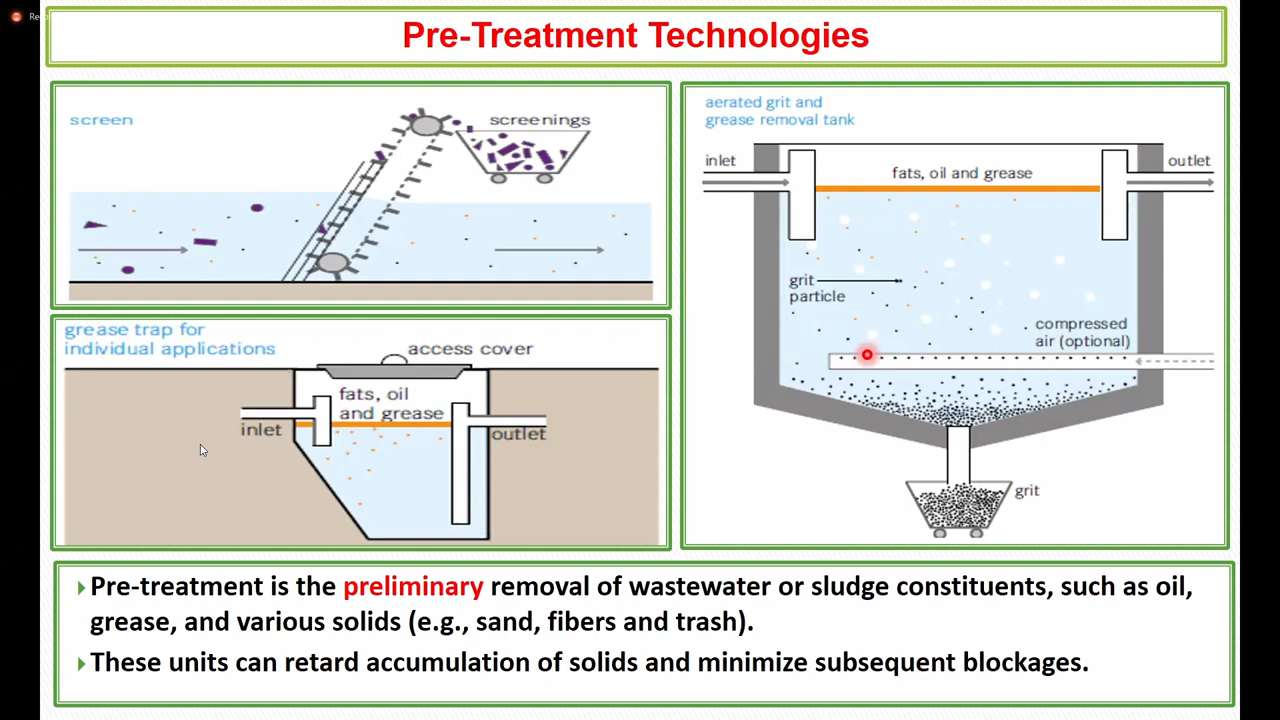 Pre-Treatment Technologies
screen
screenings
grease trap for
individual applications
access cover
fats, oil
and grease
inlet
outlet
aerated grit and
grease removal tank
inlet
outlet
fats, oil and grease
grit
particle
compressed
air (optional)
grit
Pre-treatment is the preliminary removal of wastewater or sludge constituents, such as oil,
grease, and various solids (e.g., sand, fibers and trash).
These units can retard accumulation of solids and minimize subsequent blockages.